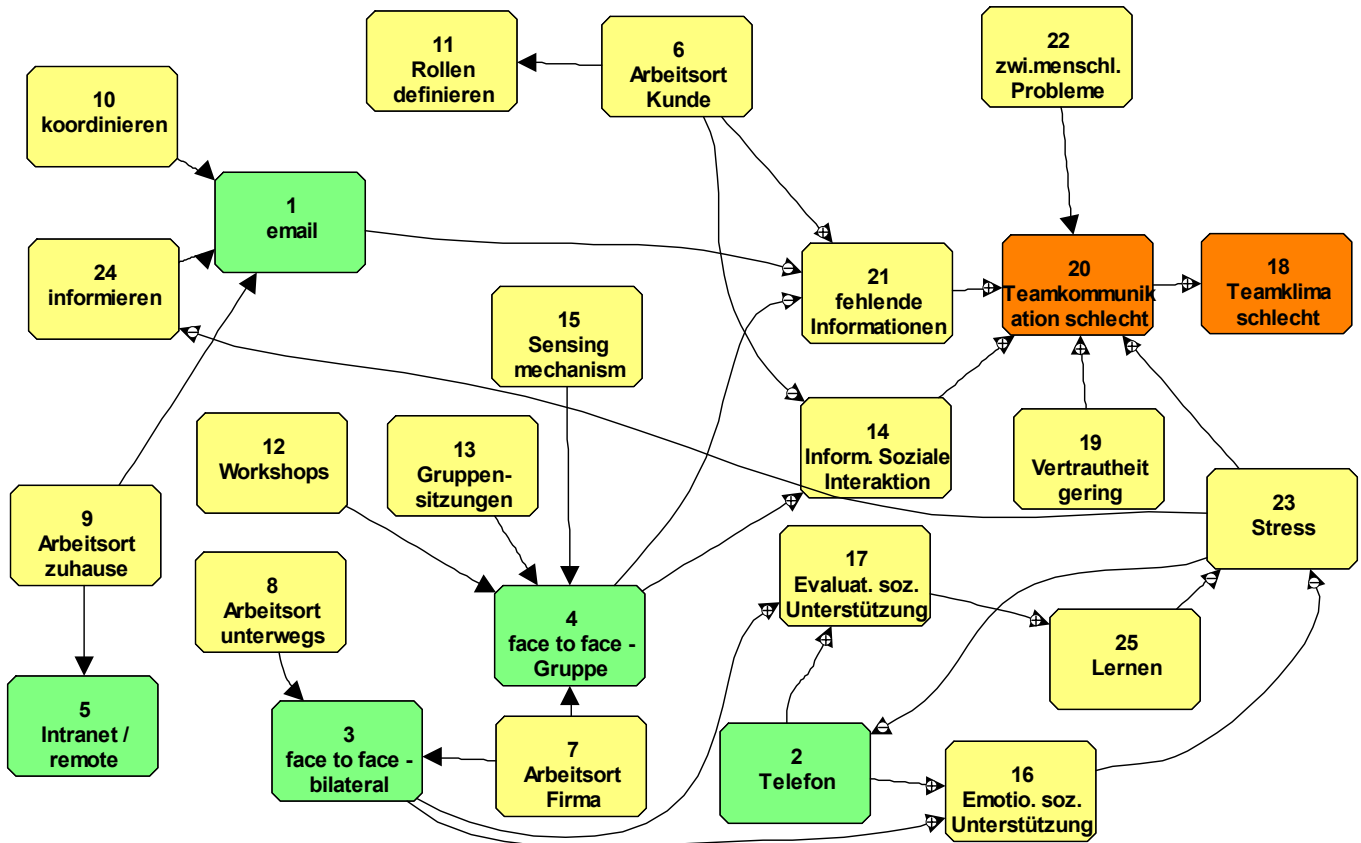 11
Rollen
definieren
6
Arbeitsort
Kunde
22
zwi.menschl.
Probleme
10
koordinieren
1
email
24
informieren
21
fehlende
Informationen
20
Teamkommunik
ation schlecht
18
Teamklima
schlecht
15
Sensing
mechanism
12
Workshops
13
Gruppen-
sitzungen
14
Inform. Soziale
Interaktion
19
Vertrautheit
gering
23
Stress
9
Arbeitsort
zuhause
8
Arbeitsort
unterwegs
4
face to face -
Gruppe
17
Evaluat. soz.
Unterstützung
25
Lernen
5
Intranet /
remote
3
face to face -
bilateral
7
Arbeitsort
Firma
2
Telefon
16
Emotio. soz.
Unterstützung